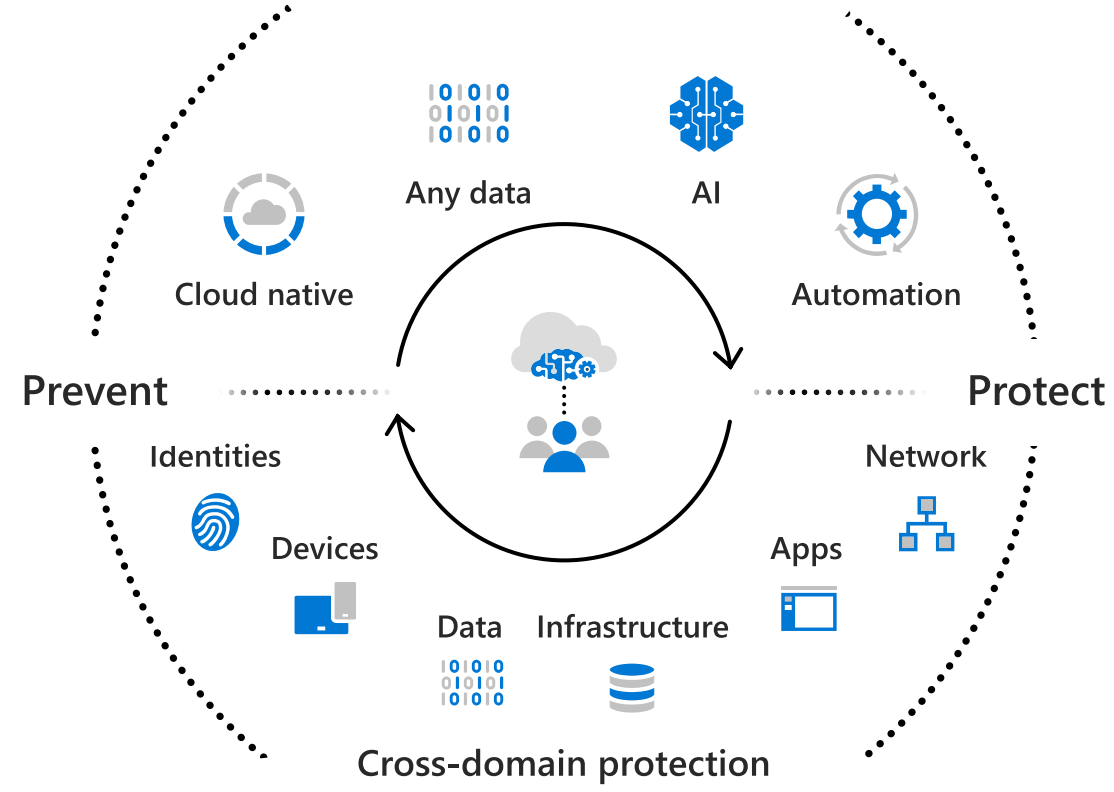 Any data
AI
Cloud native
Automation
Prevent
Protect
Identities
Network
Devices
Apps
Data
Infrastructure
Cross-domain protection